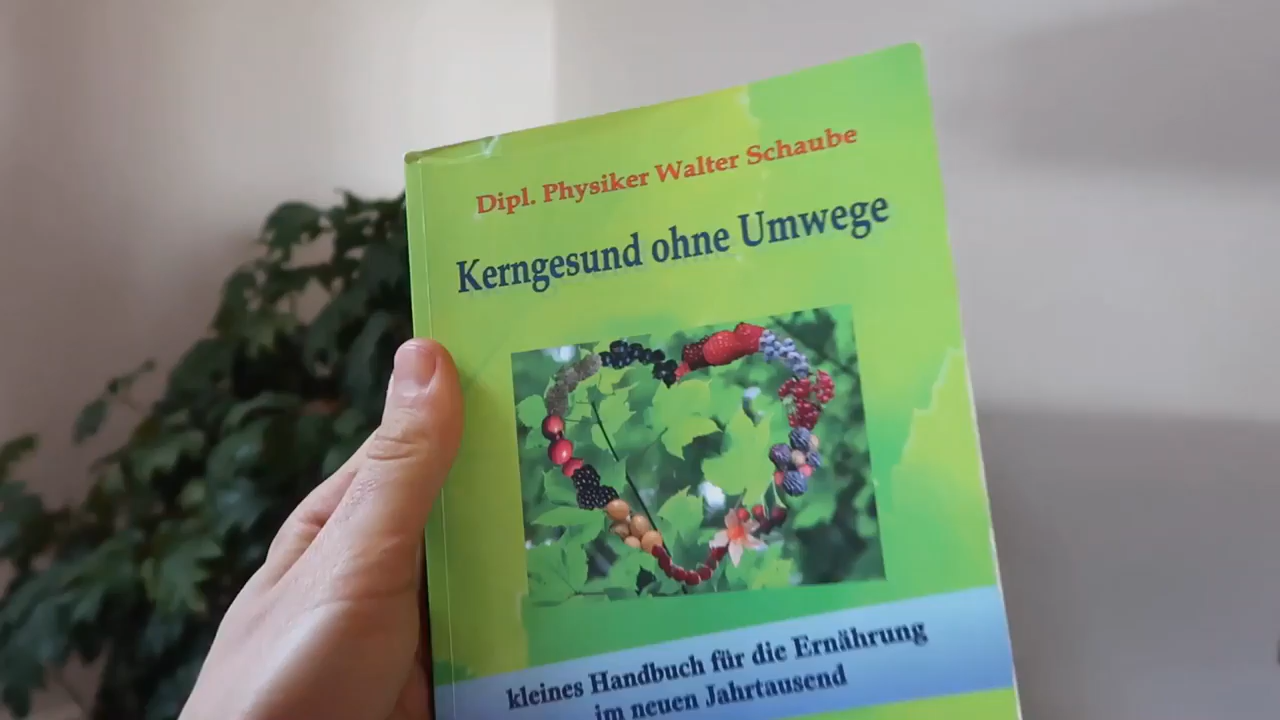 Dipl. Physiker Walter Schaube
Kerngesund ohne Umwege
kleines Handbuch für die Ernährung
im neuen Jahrtausend